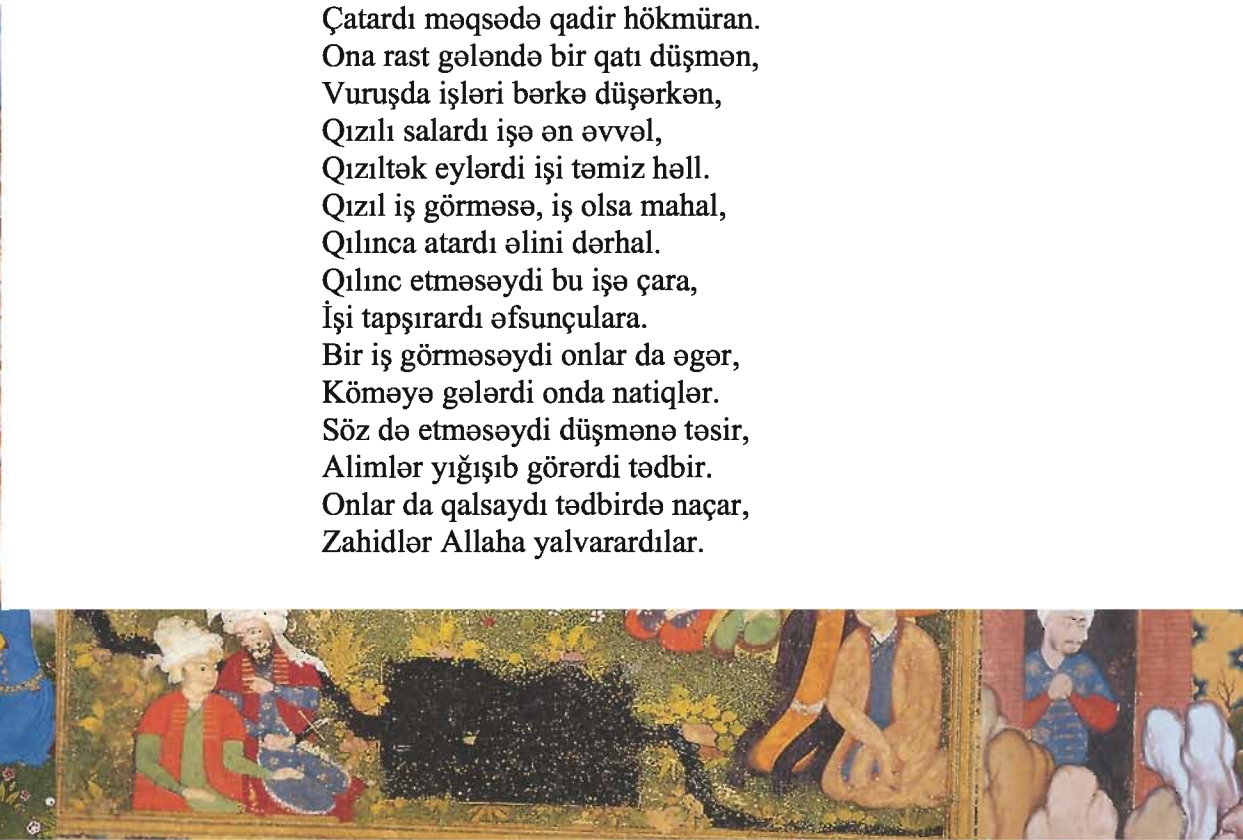 Çatardı məqsədə qadir hökmüran.
Ona rast gələndə bir qatı düşmən,
Vuruşda işləri bərkə düşərkən,
Qızılı salardı işə ən əvvəl,
Qızıltək eylərdi işi təmiz həll.
Qızıl iş görməsə, iş olsa mahal,
Qılınca atardı əlini dərhal.
Qılınc etməsəydi bu işə çara,
İşi tapşırardı əfsunçulara.
Bir iş görməsəydi onlar da əgər,
Köməyə gələrdi onda natiqlər.
Söz də etməsəydi düşmənə təsir,
Alimlər yığışıb görərdi tədbir.
Onlar da qalsaydı tədbirdə naçar,
Zahidlər Allaha yalvarardılar.